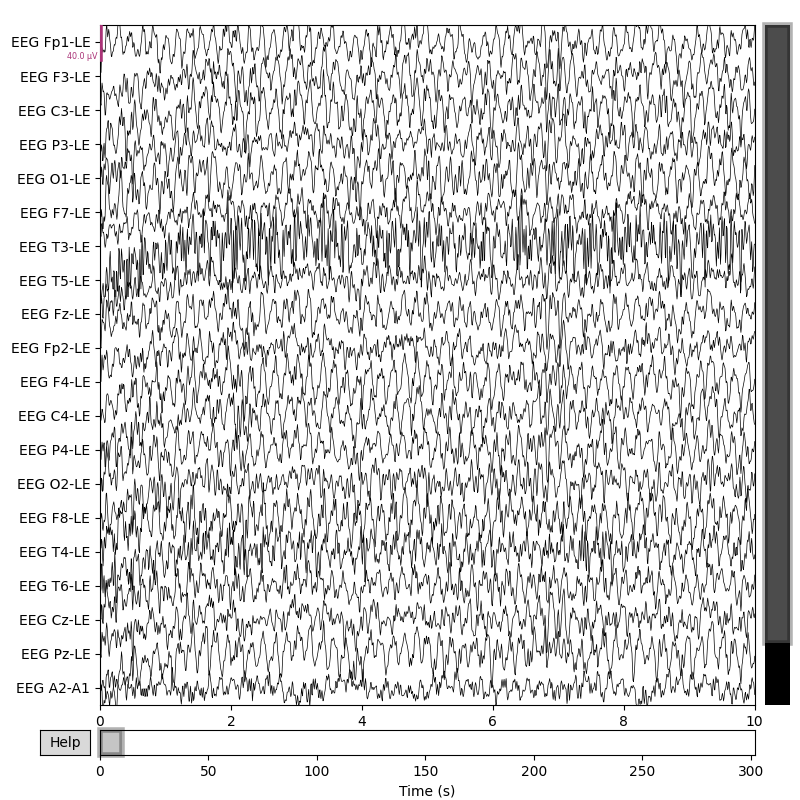 EEG Fp1-LE
40.0 µV
EEG F3-LE
EEG C3-LE
EEG P3-LE
EEG O1-LE
EEG F7-LE
EEG T3-LE
EEG T5-LE
EEG Fz-LE
EEG Fp2-LE
EEG F4-LE
EEG C4-LE
EEG P4-LE
EEG O2-LE
EEG F8-LE
EEG T4-LE
EEG T6-LE
EEG Cz-LE
EEG Pz-LE
EEG A2-A1
0 2 4 6 8 10
Help
0 50 100 150 200 250 300
Time (s)